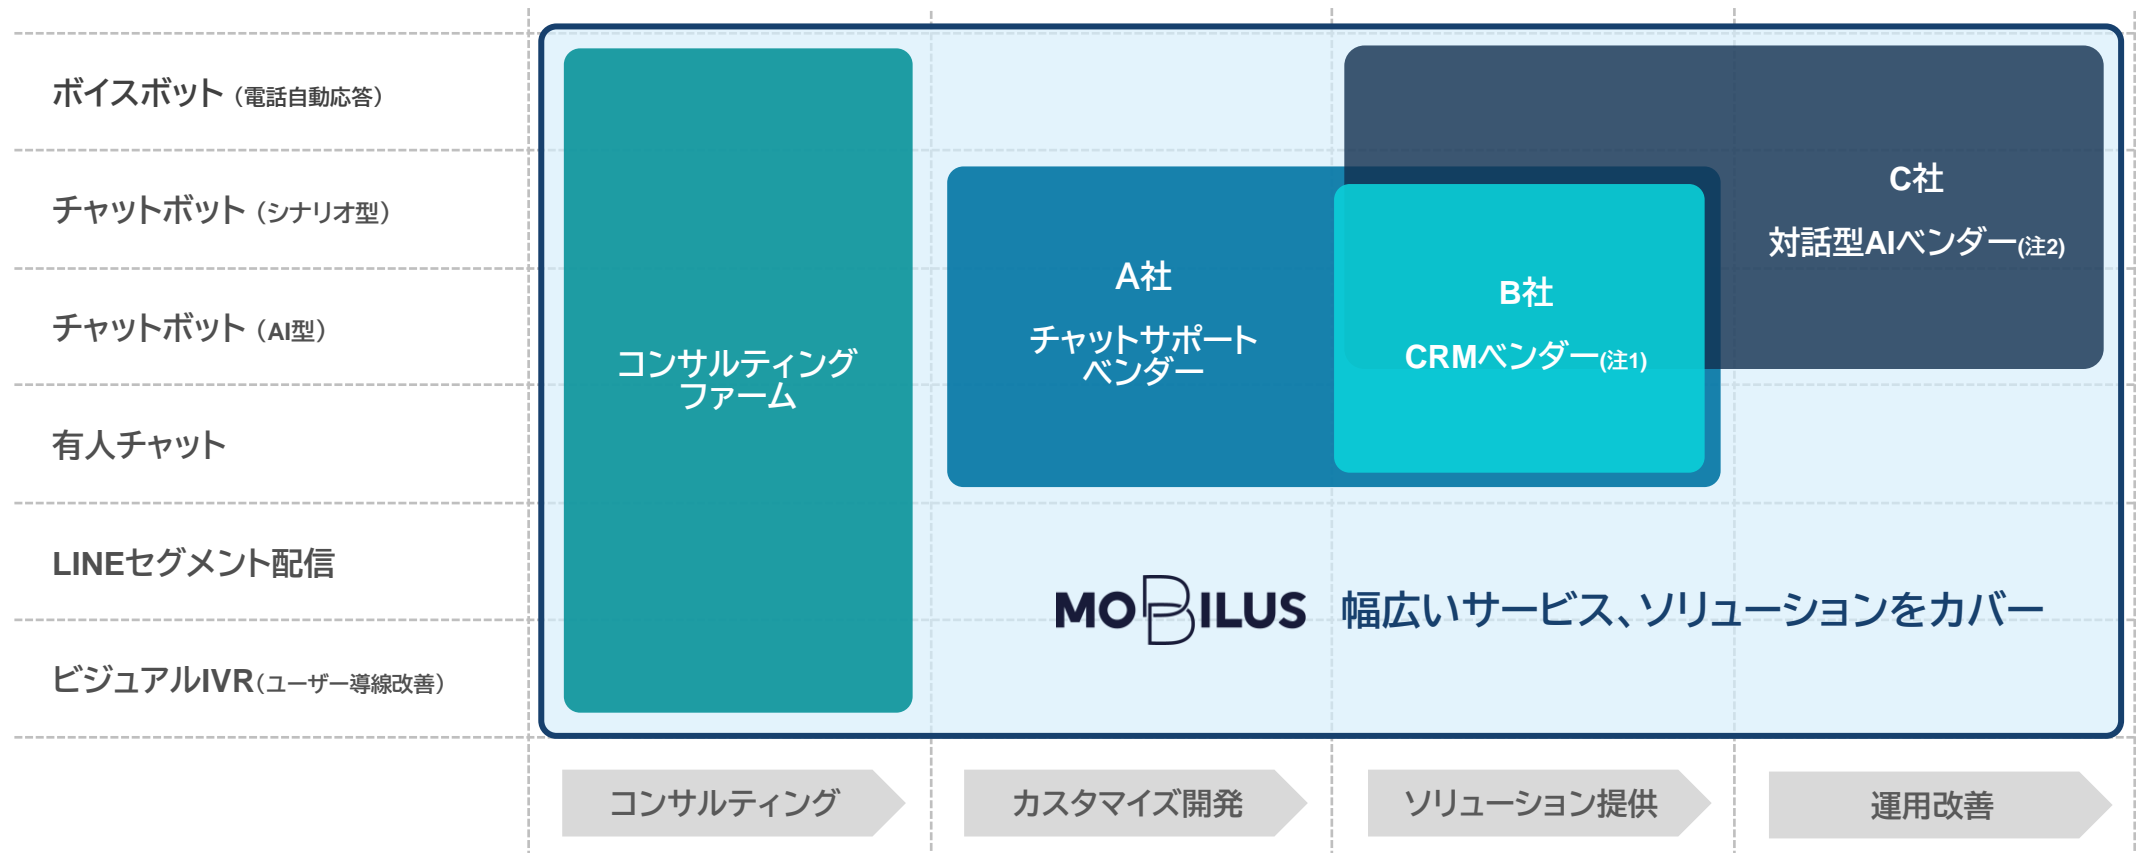 ボイスボット（電話自動応答）
チャットボット（シナリオ型）
チャットボット（AI型）
有人チャット
LINEセグメント配信
ビジュアルIVR（ユーザー導線改善）
コンサルティング
ファーム
A社
チャットサポート
ベンダー
B社
CRMベンダー(注1)
C社
対話型AIベンダー(注2)
MOBILUS 幅広いサービス、ソリューションをカバー
コンサルティング
カスタマイズ開発
ソリューション提供
運用改善